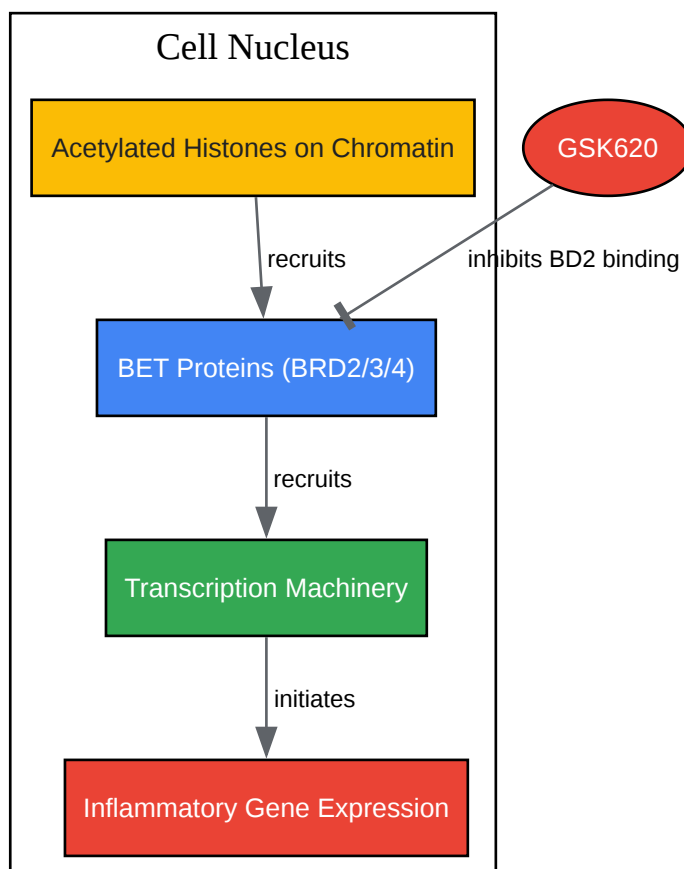 Cell Nucleus
Acetylated Histones on Chromatin
GSK620
recruits
inhibits BD2 binding
BET Proteins (BRD2/3/4)
recruits
Transcription Machinery
initiates
Inflammatory Gene Expression